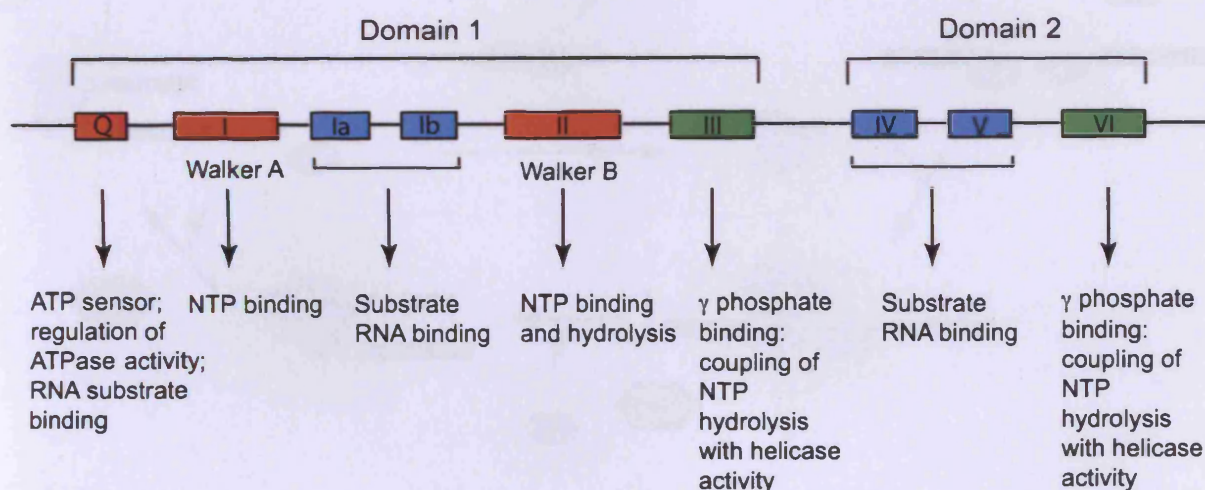 Domain 1
Domain 2
Q
I
Ia
Ib
II
III
IV
V
VI
Walker A
Walker B
ATP sensor;
regulation of
ATPase activity;
RNA substrate
binding
NTP binding
Substrate
RNA binding
NTP binding
and hydrolysis
γ phosphate
binding:
coupling of
NTP
hydrolysis
with helicase
activity
Substrate
RNA binding
γ phosphate
binding:
coupling of
NTP
hydrolysis
with helicase
activity